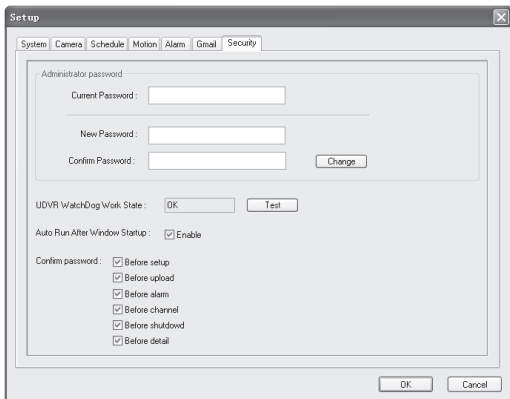 Setup
System Camera Schedule Motion Alarm Gmail Security
Administrator password
Current Password :
New Password :
Confirm Password : Change
UDVR WatchDog Work State : OK Test
Auto Run After Window Startup : Enable
Confirm password : Before setup
Before upload
Before alarm
Before channel
Before shutdowd
Before detail
OK Cancel